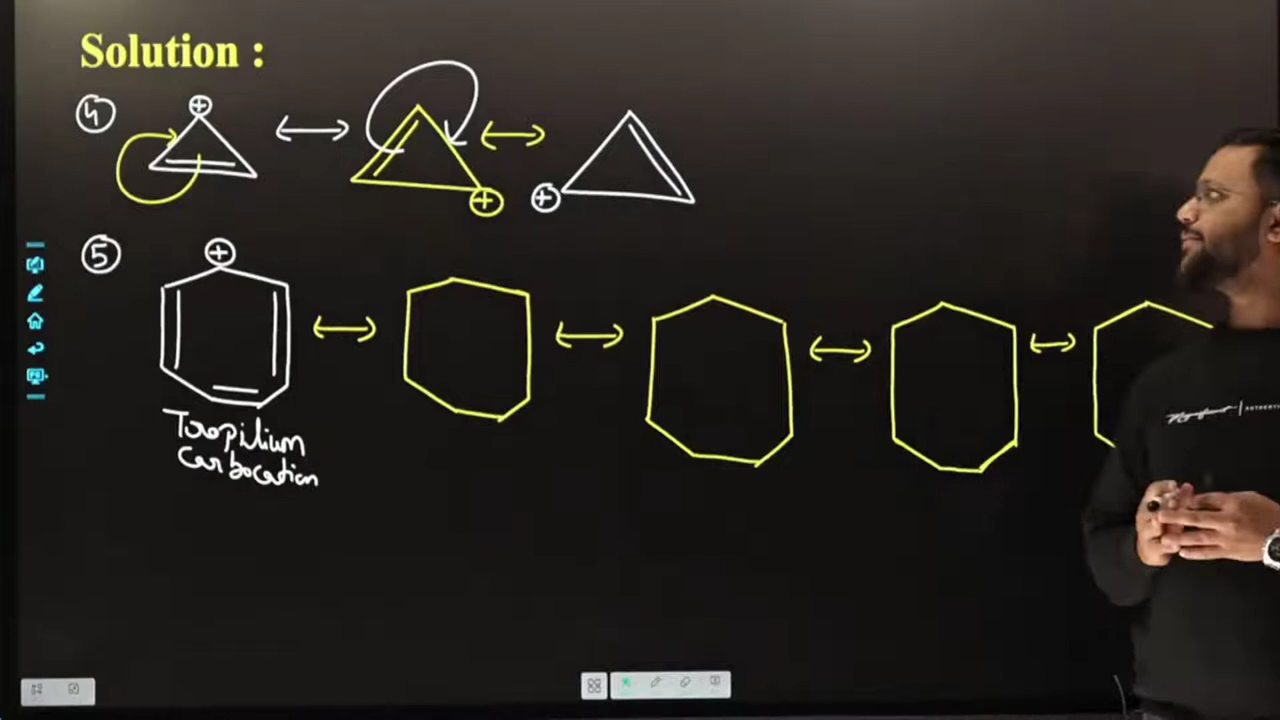 Solution :
4
+
+
+
5
+
Tropilium
Carbocation